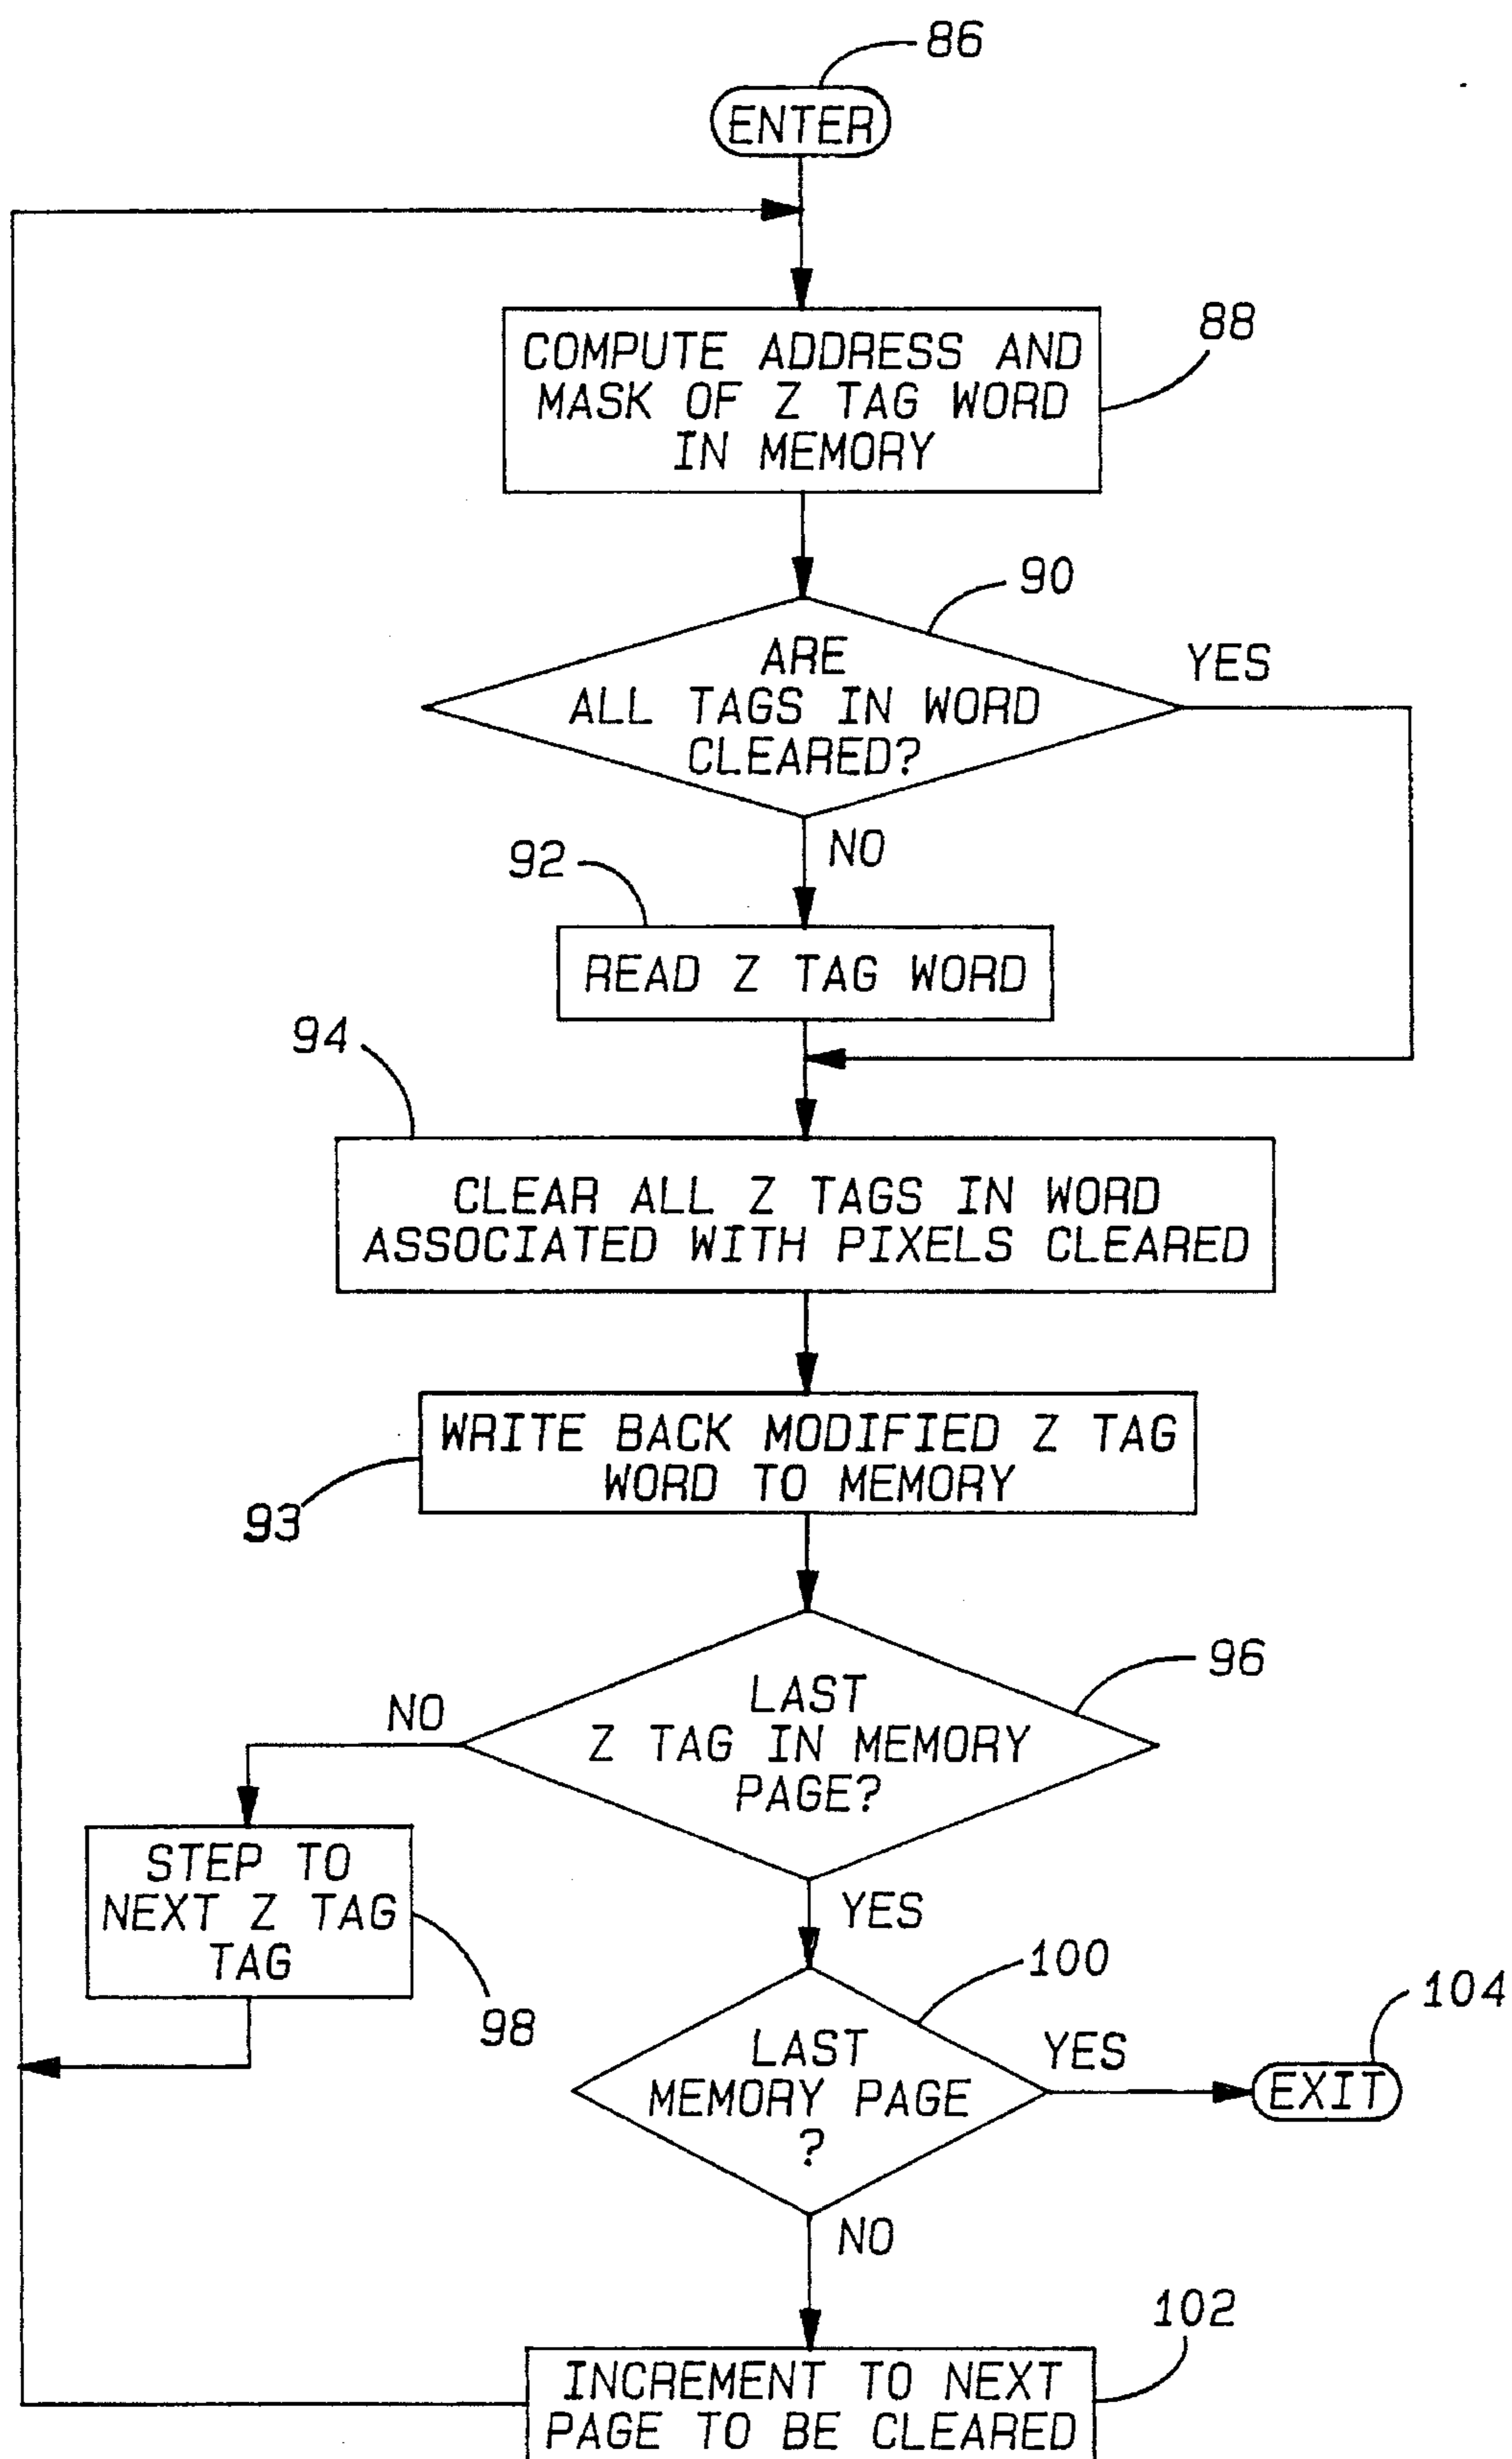 86
ENTER
COMPUTE ADDRESS AND
MASK OF Z TAG WORD
IN MEMORY
88
90
ARE
ALL TAGS IN WORD
CLEARED?
YES
NO
92
READ Z TAG WORD
94
CLEAR ALL Z TAGS IN WORD
ASSOCIATED WITH PIXELS CLEARED
WRITE BACK MODIFIED Z TAG
WORD TO MEMORY
93
96
LAST
Z TAG IN MEMORY
PAGE?
NO
STEP TO
NEXT Z TAG
TAG
98
YES
100
LAST
MEMORY PAGE
?
YES
104
EXIT
NO
102
INCREMENT TO NEXT
PAGE TO BE CLEARED